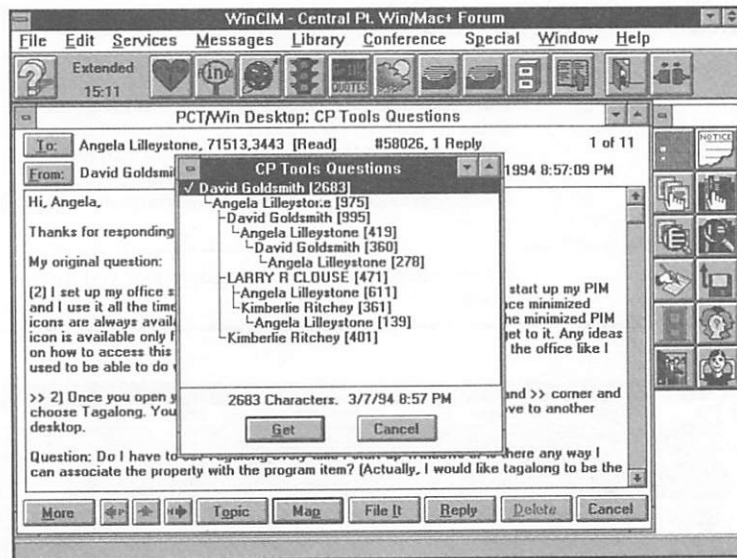 WinCIM - Central Pt. Win/Mac+ Forum
File Edit Services Messages Library Conference Special Window Help
Extended
15:11
QUOTES
PCT/Win Desktop: CP Tools Questions
NOTICE
To: Angela Lilleystone, 71513,3443 [Read] #58026, 1 Reply 1 of 11
From: David Goldsmi 1994 8:57:09 PM
CP Tools Questions
√ David Goldsmith [2683]
Angela Lilleystone [975]
David Goldsmith [995]
Angela Lilleystone [419]
David Goldsmith [360]
Angela Lilleystone [278]
LARRY R CLOUSE [471]
Angela Lilleystone [611]
Kimberlie Ritchey [361]
Angela Lilleystone [139]
Kimberlie Ritchey [401]
2683 Characters. 3/7/94 8:57 PM
Get Cancel
Hi, Angela,
Thanks for responding
My original question:
(2) I set up my office s start up my PIM
and I use it all the time ce minimized
icons are always avail he minimized PIM
icon is available only get to it. Any ideas
on how to access this the office like I
used to be able to do
>> 2) Once you open y and >> corner and
choose Tagalong. You ve to another
desktop.
Question: Do I have to there any way I
can associate the property with the program item? (Actually, I would like tagalong to be the
More Topic Map File It Reply Delete Cancel